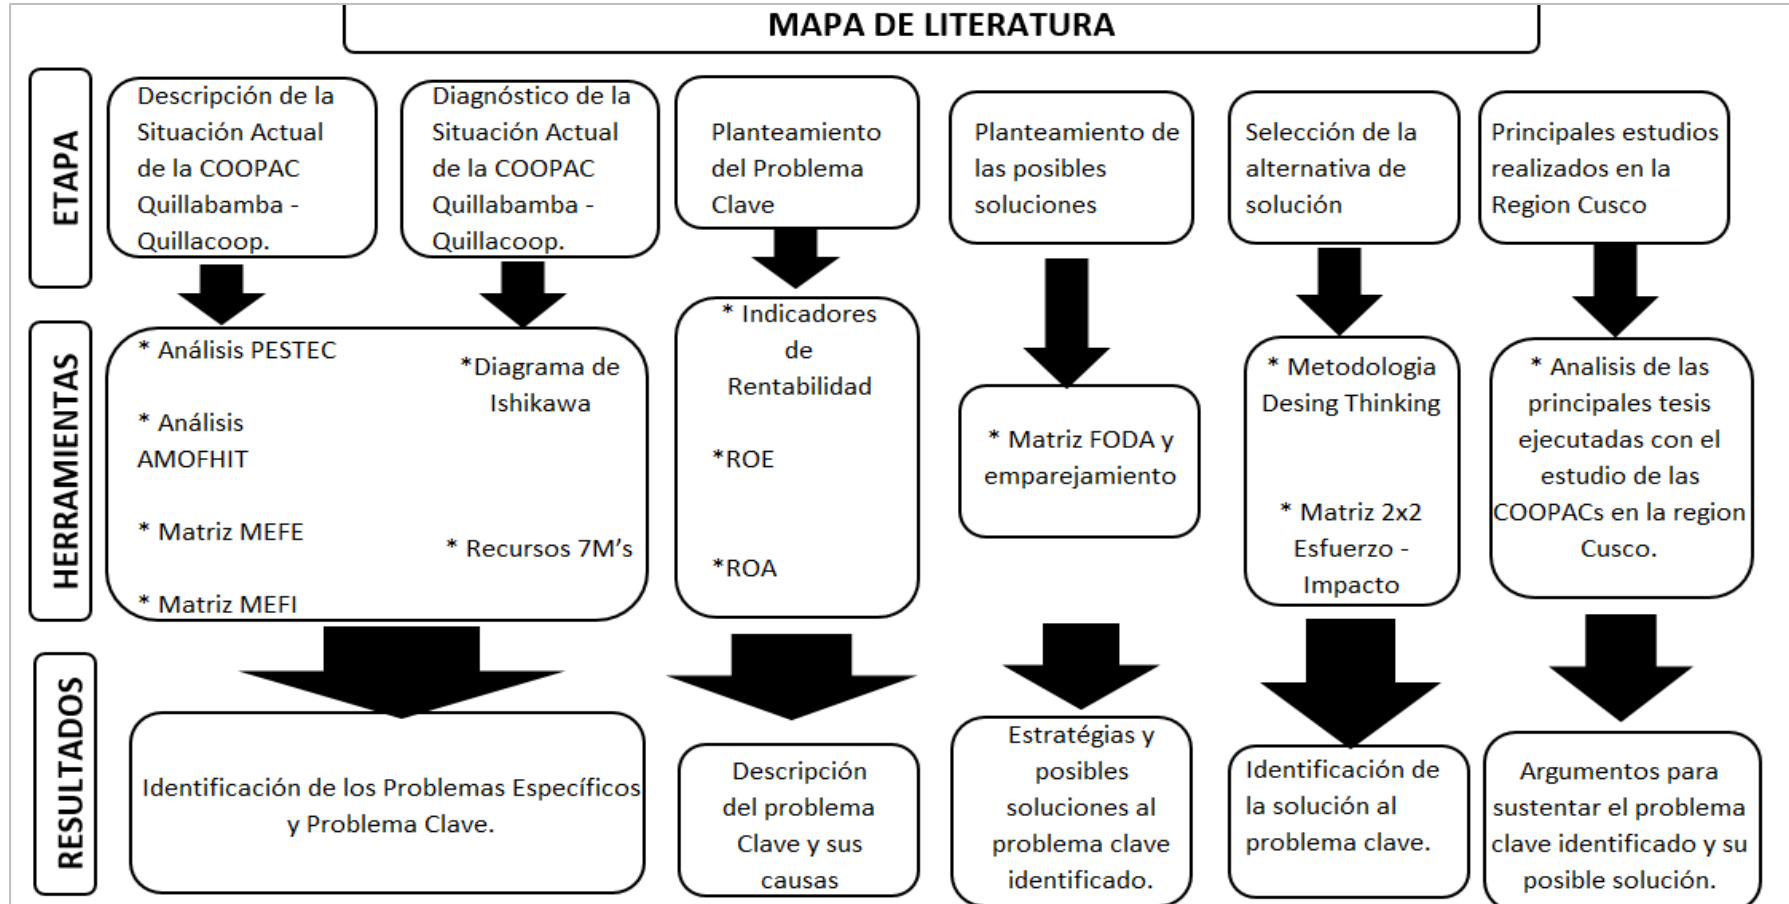 MAPA DE LITERATURA
ETAPA
Descripción de la
Situación Actual
de la COOPAC
Quillabamba -
Quillacoop.
Diagnóstico de la
Situación Actual
de la COOPAC
Quillabamba -
Quillacoop.
Planteamiento
del Problema
Clave
Planteamiento de
las posibles
soluciones
Selección de la
alternativa de
solución
Principales estudios
realizados en la
Region Cusco
HERRAMIENTAS
* Análisis PESTEC
* Análisis
AMOFHIT
* Matriz MEFE
* Matriz MEFI
*Diagrama de
Ishikawa
* Recursos 7M's
* Indicadores
de
Rentabilidad
*ROE
*ROA
* Matriz FODA y
emparejamiento
* Metodologia
Desing Thinking
* Matriz 2x2
Esfuerzo -
Impacto
* Analisis de las
principales tesis
ejecutadas con el
estudio de las
COOPACs en la region
Cusco.
RESULTADOS
Identificación de los Problemas Específicos
y Problema Clave.
Descripción
del problema
Clave y sus
causas
Estratégias y
posibles
soluciones al
problema clave
identificado.
Identificación de
la solución al
problema clave.
Argumentos para
sustentar el problema
clave identificado y su
posible solución.